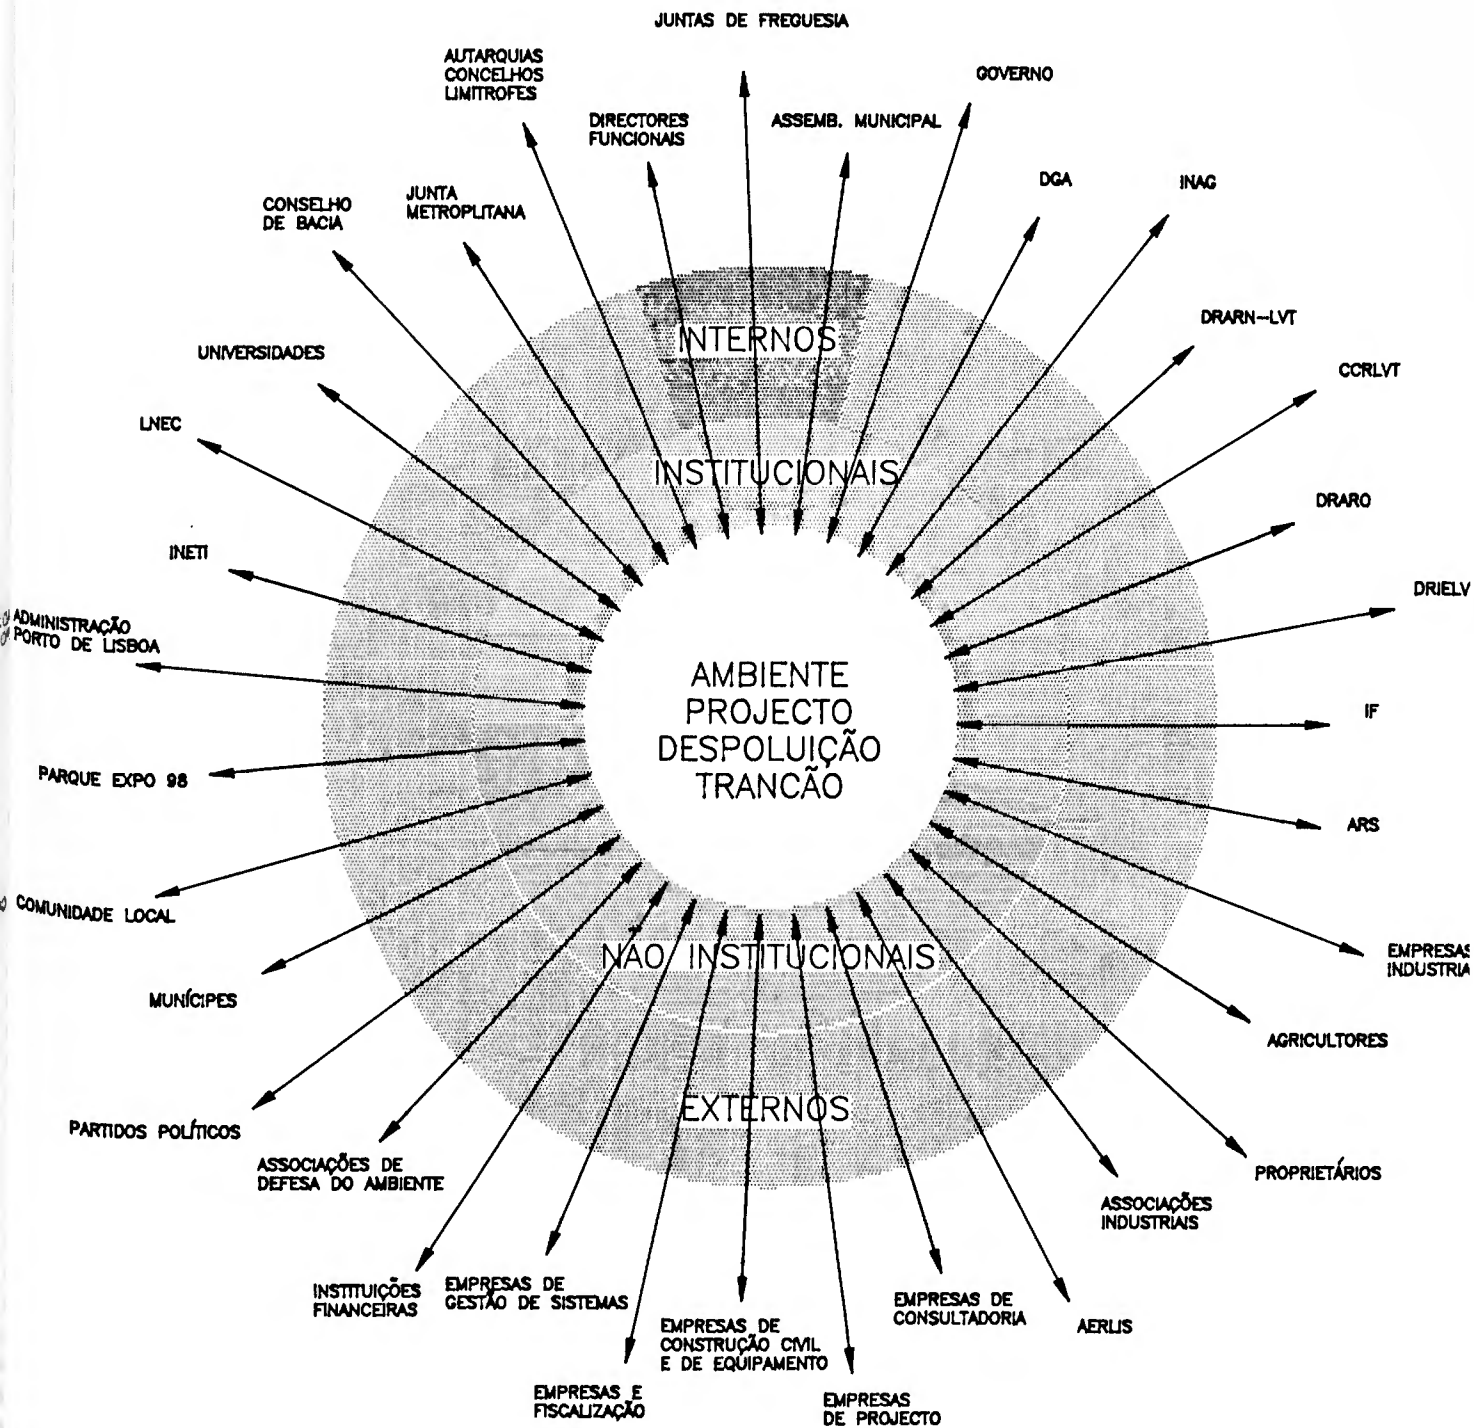 JUNTAS DE FREGUESIA
AUTARQUIAS
CONCELHOS
LIMITROFES
GOVERNO
DIRECTORES
FUNCIONAIS
ASSEMB. MUNICIPAL
DGA
INAG
JUNTA
METROPLITANA
CONSELHO
DE BACIA
DRARN-LVT
INTERNOS
UNIVERSIDADES
CCRLVT
LNEC
INSTITUCIONAIS
DRARO
INETI
DRIELV
ADMINISTRAÇÃO
PORTO DE LISBOA
AMBIENTE
PROJECTO
DESPOLUIÇÃO
TRANCÃO
IF
PARQUE EXPO 98
ARS
COMUNIDADE LOCAL
NÃO INSTITUCIONAIS
EMPRESAS
INDUSTRIA
MUNÍCIPES
AGRICULTORES
EXTERNOS
PARTIDOS POLÍTICOS
ASSOCIAÇÕES DE
DEFESA DO AMBIENTE
PROPRIETÁRIOS
ASSOCIAÇÕES
INDUSTRIAIS
INSTITUIÇÕES
FINANCEIRAS
EMPRESAS DE
GESTÃO DE SISTEMAS
EMPRESAS DE
CONSULTADORIA
AERLIS
EMPRESAS DE
CONSTRUÇÃO CIVIL
E DE EQUIPAMENTO
EMPRESAS E
FISCALIZAÇÃO
EMPRESAS
DE PROJECTO